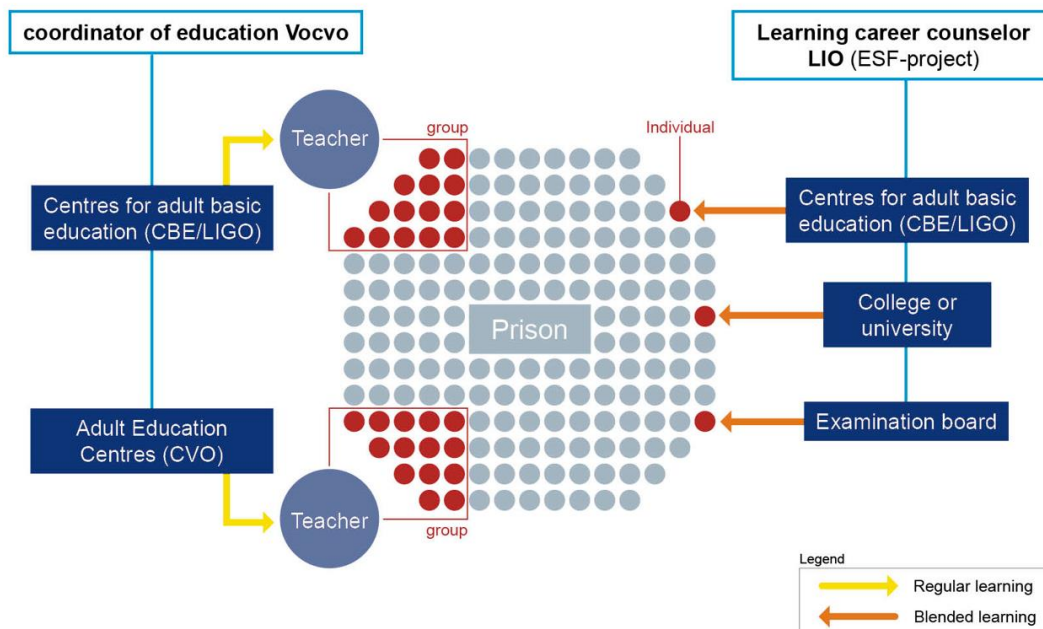 coordinator of education Vocvo
Learning career counselor
LIO (ESF-project)
Teacher
group
Individual
Centres for adult basic
education (CBE/LIGO)
Centres for adult basic
education (CBE/LIGO)
College or
university
Prison
Adult Education
Centres (CVO)
Examination board
Teacher
group
Legend
Regular learning
Blended learning